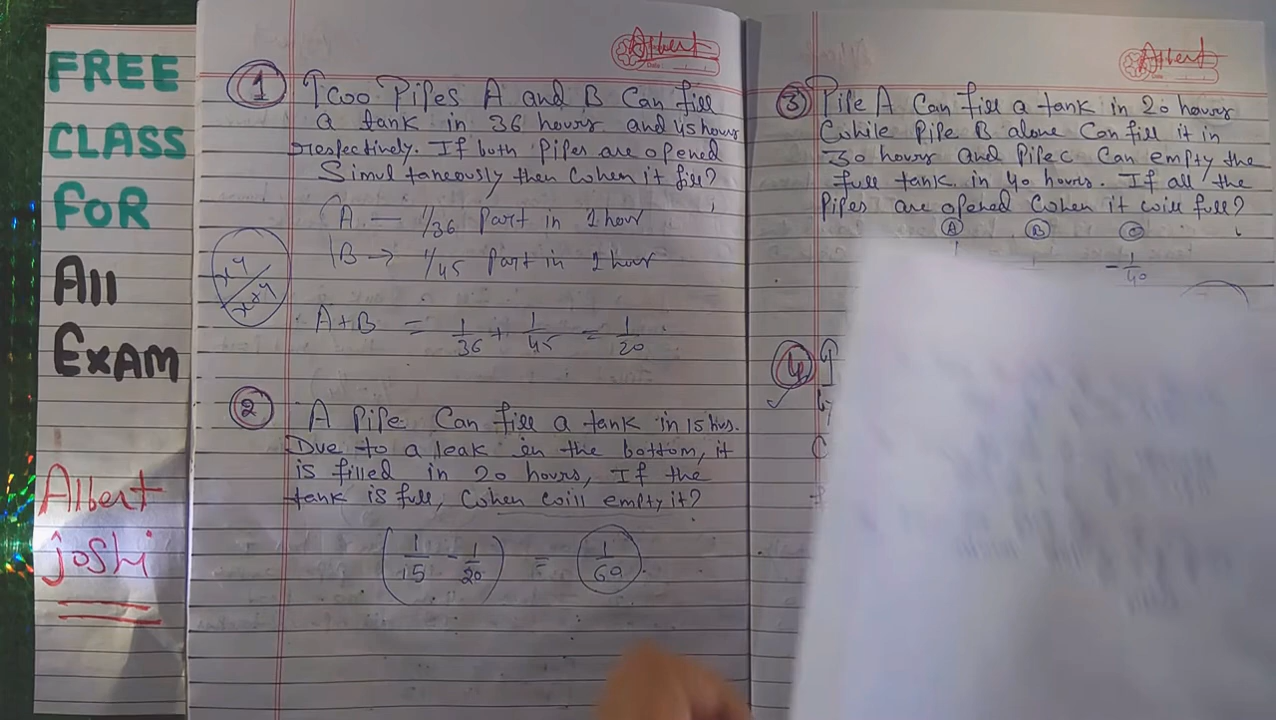 FREE
CLASS
FOR
All
EXAM
Albert
joshi
Albert
1 Two Pipes A and B Can fill
a tank in 36 hours and 45 hours
respectively. If both Pipes are opened
Simultaneously then when it fill?
A — 1/36 Part in 1 hour
B → 1/45 Part in 1 hour
xy/x+y
A+B = 1/36 + 1/45 = 1/20
2 A Pipe Can fill a tank in 15 hrs.
Due to a leak in the bottom, it
is filled in 20 hours, If the
tank is full, when will empty it?
(1/15 - 1/20) = 1/60
Albert
3 Pipe A Can fill a tank in 20 hours
while Pipe B alone Can fill it in
30 hours and Pipe C Can empty the
full tank in 40 hours. If all the
Pipes are opened when it will full?
A B C
-1/40
4